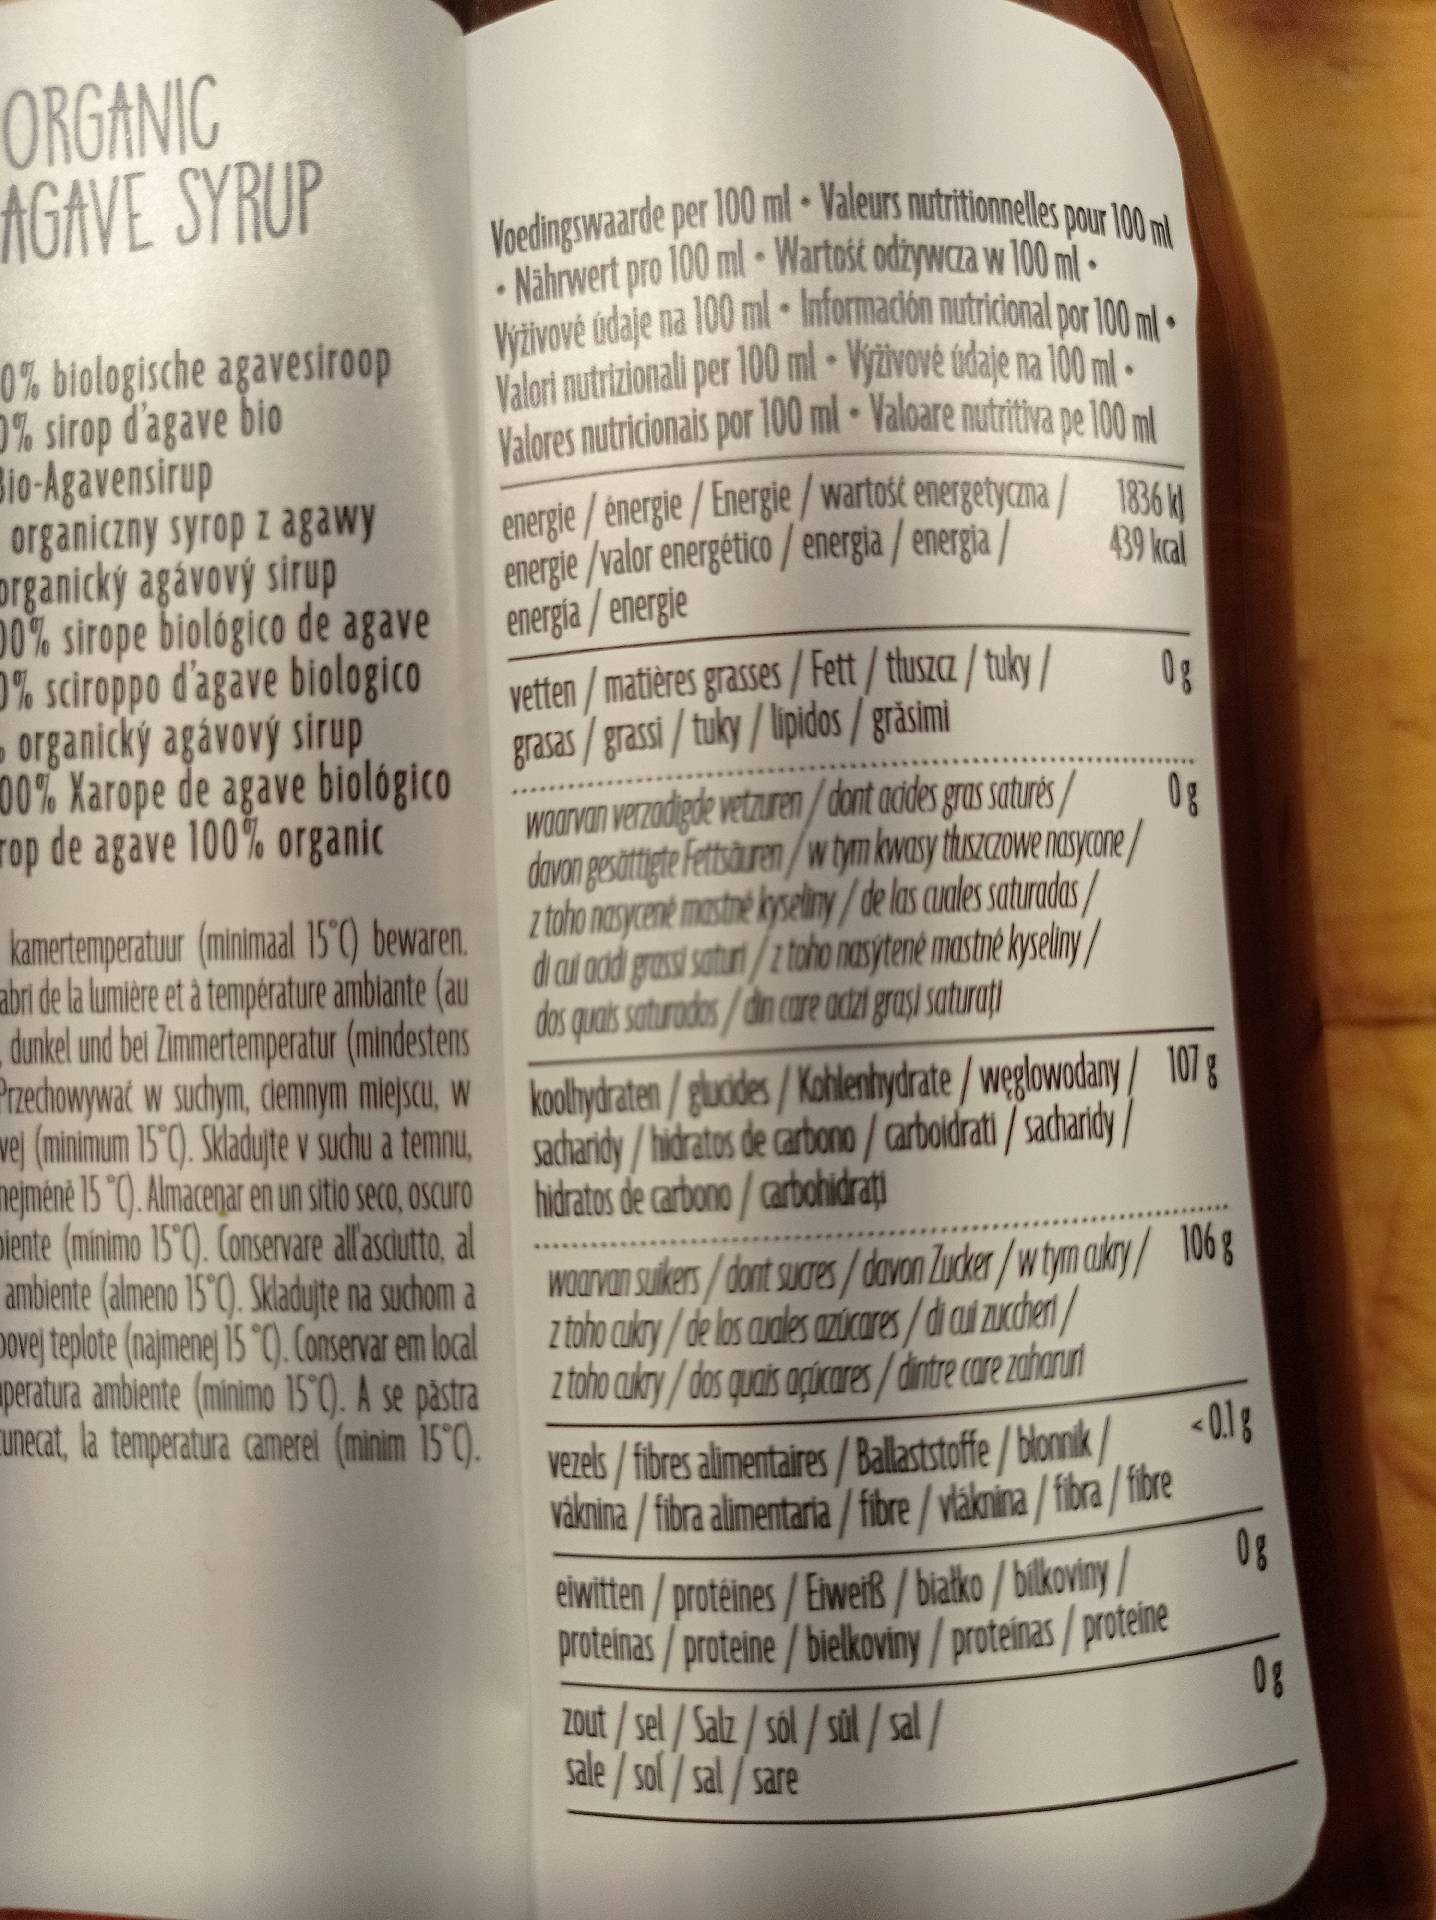 ORGANIC
AGAVE SYRUP
0% biologische agavesiroop
0% sirop d'agave bio
Bio-Agavensirup
organiczny syrop z agawy
organický agávový sirup
00% sirope biológico de agave
0% sciroppo d'agave biologico
organický agávový sirup
00% Xarope de agave biológico
rop de agave 100% organic
kamertemperatuur (minimaal 15°C) bewaren.
abri de la lumière et à température ambiante (au
dunkel und bei Zimmertemperatur (mindestens
Przechowywać w suchym, ciemnym miejscu, w
vej (minimum 15°C). Skladujte v suchu a temnu,
nejméně 15 °C). Almacenar en un sitio seco, oscuro
biente (mínimo 15°C). Conservare all'asciutto, al
ambiente (almeno 15°C). Skladujte na suchom a
bovej teplote (najmenej 15 °C). Conservar em local
peratura ambiente (mínimo 15°C). A se păstra
tunecat, la temperatura camerei (minim 15°C).
Voedingswaarde per 100 ml • Valeurs nutritionnelles pour 100 ml
• Nährwert pro 100 ml • Wartość odżywcza w 100 ml •
Výživové údaje na 100 ml • Información nutricional por 100 ml •
Valori nutrizionali per 100 ml • Výživové údaje na 100 ml •
Valores nutricionais por 100 ml • Valoare nutritiva pe 100 ml
energie / énergie / Energie / wartość energetyczna / 1836 kJ
energie /valor energético / energia / energia / 439 kcal
energía / energie
vetten / matières grasses / Fett / tłuszcz / tuky / 0 g
grasas / grassi / tuky / lípidos / grăsimi
waarvan verzadigde vetzuren / dont acides gras saturés / 0 g
davon gesättigte Fettsäuren / w tym kwasy tłuszczowe nasycone /
z toho nasycené mastné kyseliny / de las cuales saturadas /
di cui acidi grassi saturi / z toho nasýtené mastné kyseliny /
dos quais saturados / din care acizi grași saturați
koolhydraten / glucides / Kohlenhydrate / węglowodany / 107 g
sacharidy / hidratos de carbono / carboidrati / sacharidy /
hidratos de carbono / carbohidrați
waarvan suikers / dont sucres / davon Zucker / w tym cukry / 106 g
z toho cukry / de los cuales azúcares / di cui zuccheri /
z toho cukry / dos quais açúcares / dintre care zaharuri
vezels / fibres alimentaires / Ballaststoffe / błonnik / < 0.1 g
váknina / fibra alimentaria / fibre / vláknina / fibra / fibre
eiwitten / protéines / Eiweiß / białko / bílkoviny / 0 g
proteínas / proteine / bielkoviny / proteínas / proteine
zout / sel / Salz / sól / sůl / sal / 0 g
sale / soľ / sal / sare